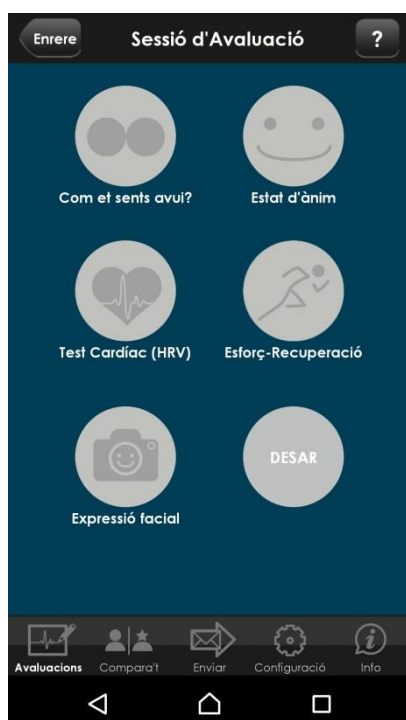 Enrere
Sessió d'Avaluació
?
Com et sents avui?
Estat d'ànim
Test Cardíac (HRV)
Esforç-Recuperació
Expressió facial
DESAR
Avaluacions
Compara't
Enviar
Configuració
Info